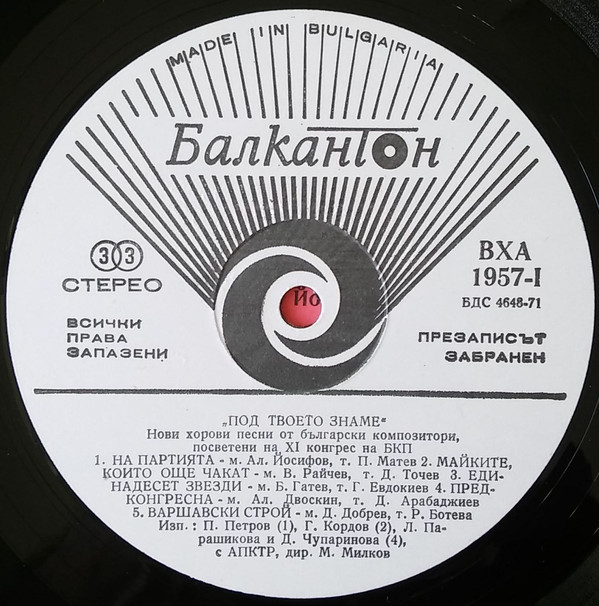 MADE IN BULGARIA
Балкантон
33
СТЕРЕО
ВСИЧКИ
ПРАВА
ЗАПАЗЕНИ
Йо
ВХА
1957-I
БДС 4648-71
ПРЕЗАПИСЪТ
ЗАБРАНЕН
„ПОД ТВОЕТО ЗНАМЕ“
Нови хорови песни от български композитори,
посветени на XI конгрес на БКП
1. НА ПАРТИЯТА - м. Ал. Йосифов, т. П. Матев 2. МАЙКИТЕ,
КОИТО ОЩЕ ЧАКАТ - м. В. Райчев, т. Д. Точев 3. ЕДИ-
НАДЕСЕТ ЗВЕЗДИ - м. Б. Гатев, т. Г. Евдокиев 4. ПРЕД-
КОНГРЕСНА - м. Ал. Двоскин, т. Д. Арабаджиев
5. ВАРШАВСКИ СТРОЙ - м. Д. Добрев, т. Р. Ботева
Изп. : П. Петров (1), Г. Кордов (2), Л. Па-
рашикова и Д. Чупаринова (4),
с АПКТР, дир. М. Милков